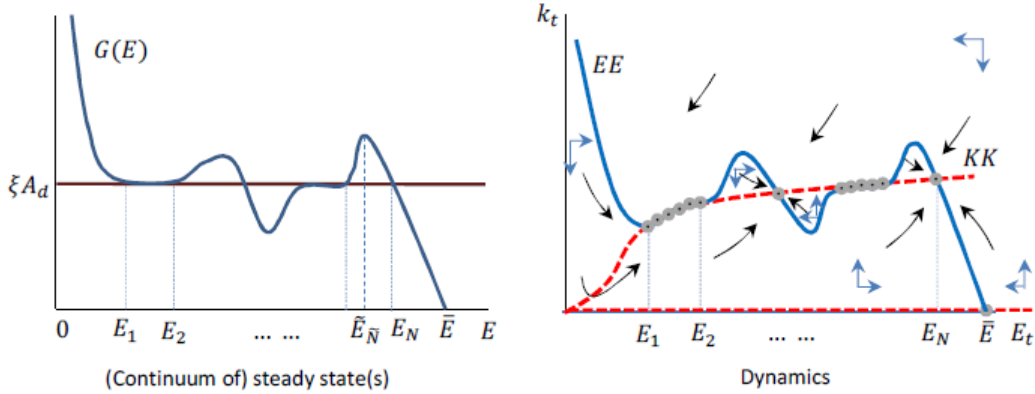 G(E)
ξA_d
0 E_1 E_2 ... ... Ẽ_Ñ E_N Ē E
(Continuum of) steady state(s)
k_t
EE
KK
E_1 E_2 ... ... E_N Ē E_t
Dynamics